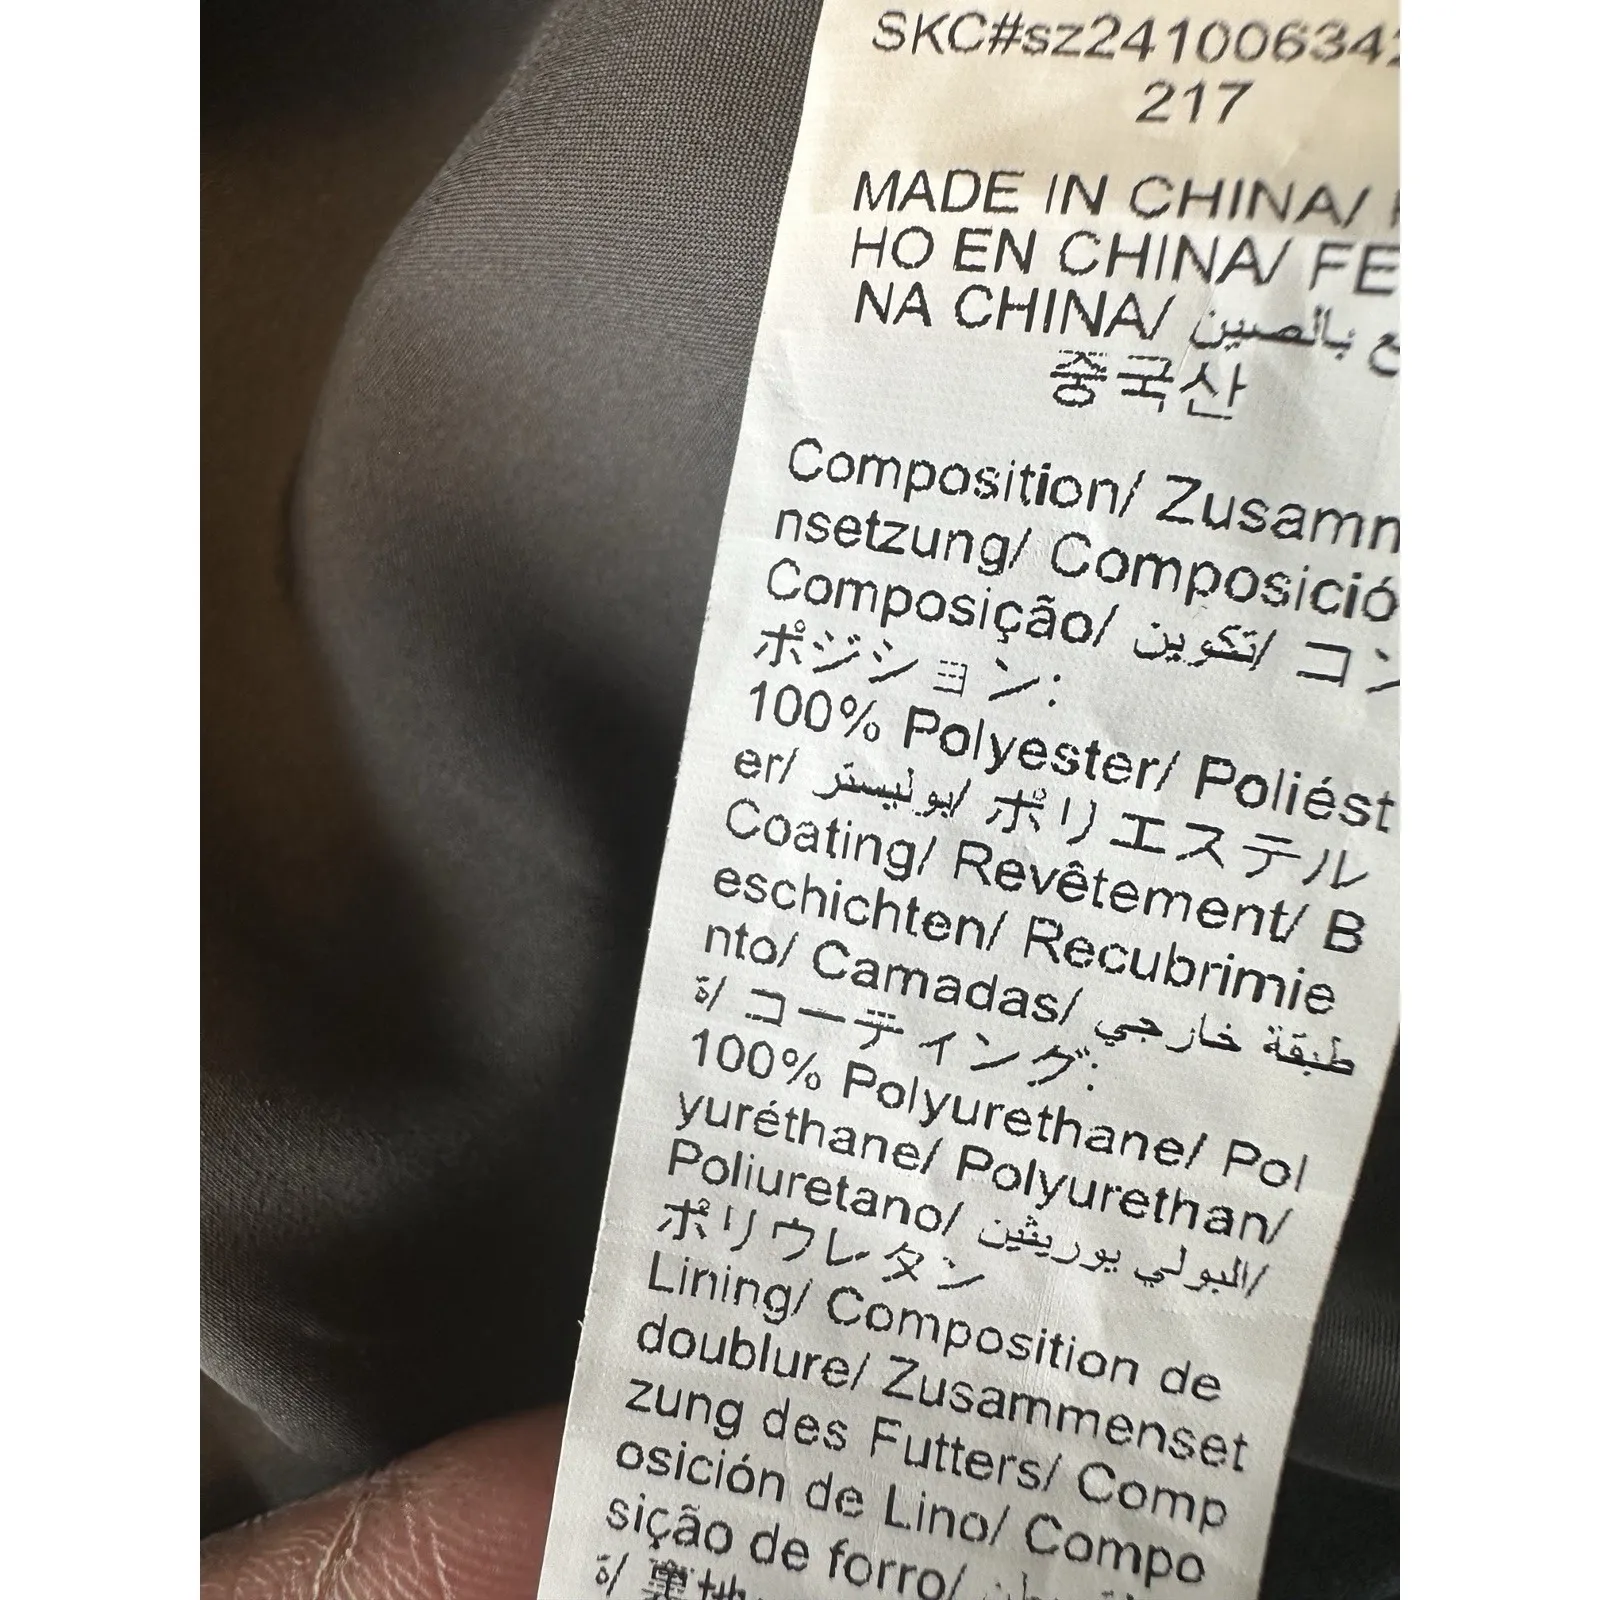 SKC#sz241006342
217
MADE IN CHINA/
HO EN CHINA/ FE
NA CHINA/ صنع بالصين
중국산
Composition/ Zusamm
nsetzung/ Composició
Composição/ تكوين/ コン
ポジション:
100% Polyester/ Poliést
er/ بوليستر/ ポリエステル
Coating/ Revêtement/ B
eschichten/ Recubrimie
nto/ Camadas/ طبقة خارجي
ة/ コーティング:
100% Polyurethane/ Pol
yuréthane/ Polyurethan/
Poliuretano/ البولي يوريثين/
ポリウレタン
Lining/ Composition de
doublure/ Zusammenset
zung des Futters/ Comp
osición de Lino/ Compo
sição de forro/
ة/ 裏地